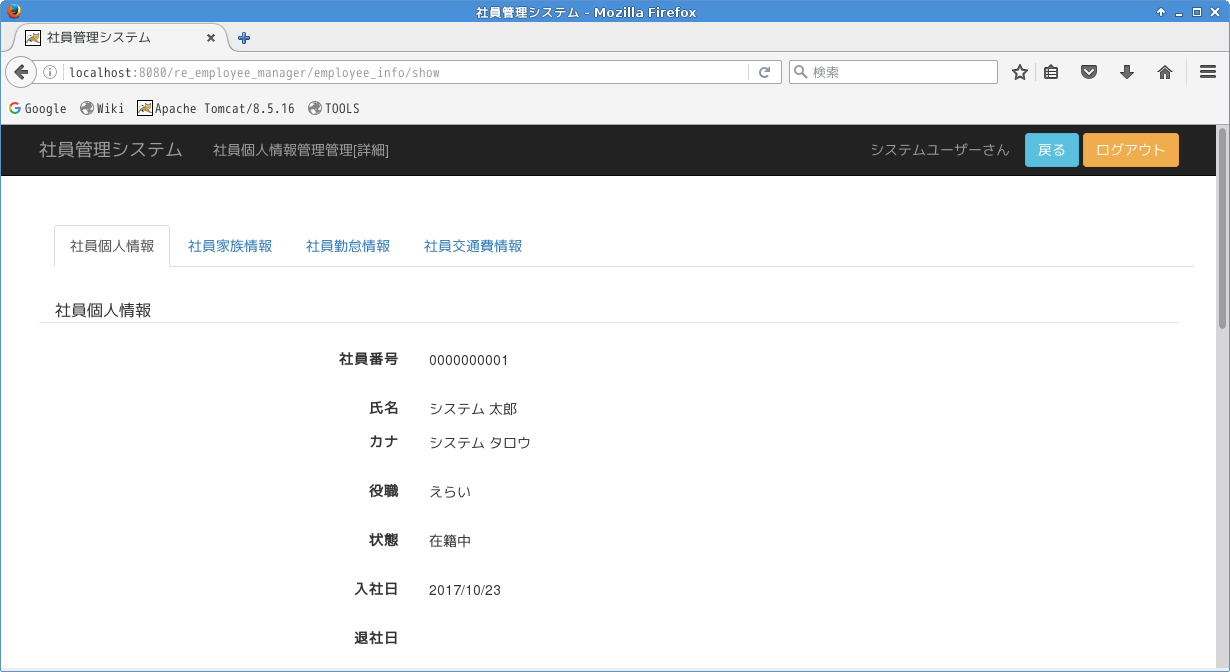 社員管理システム - Mozilla Firefox
社員管理システム
localhost:8080/re_employee_manager/employee_info/show
検索
Google Wiki Apache Tomcat/8.5.16 TOOLS
社員管理システム 社員個人情報管理管理[詳細] システムユーザーさん 戻る ログアウト
社員個人情報 社員家族情報 社員勤怠情報 社員交通費情報
社員個人情報
社員番号 0000000001
氏名 システム 太郎
カナ システム タロウ
役職 えらい
状態 在籍中
入社日 2017/10/23
退社日